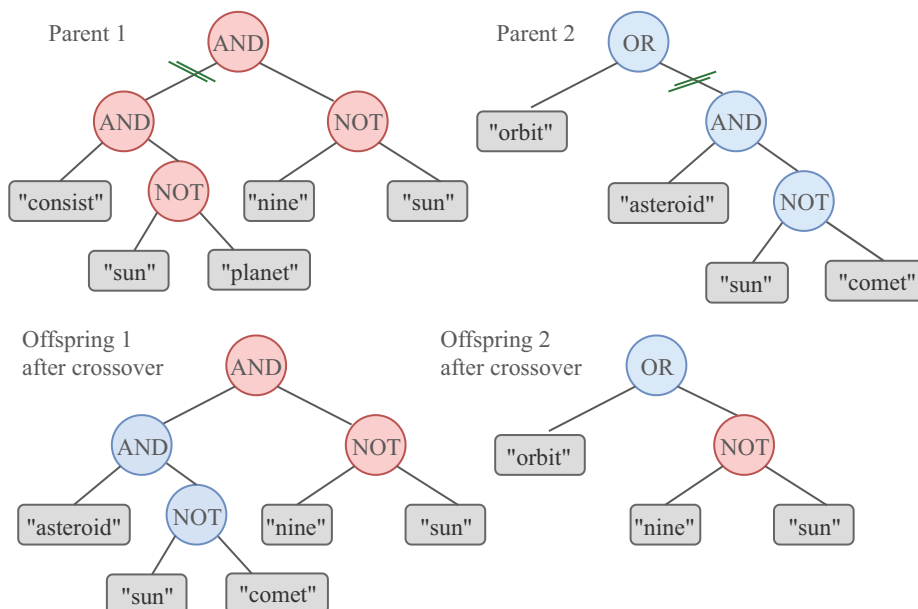 Parent 1
AND
AND
NOT
"consist"
NOT
"nine"
"sun"
"sun"
"planet"
Parent 2
OR
"orbit"
AND
"asteroid"
NOT
"sun"
"comet"
Offspring 1
after crossover
AND
AND
NOT
"asteroid"
NOT
"nine"
"sun"
"sun"
"comet"
Offspring 2
after crossover
OR
"orbit"
NOT
"nine"
"sun"